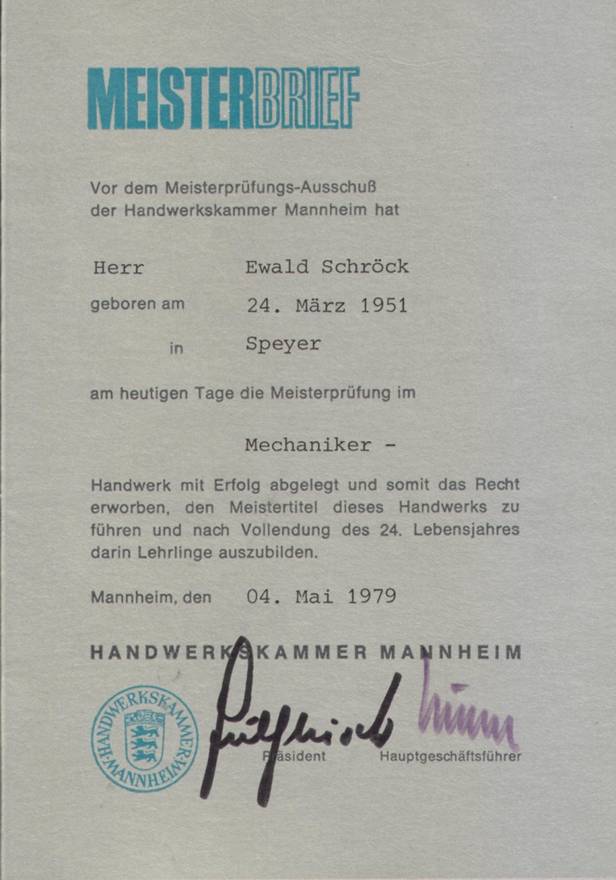 MEISTERBRIEF
Vor dem Meisterprüfungs-Ausschuß
der Handwerkskammer Mannheim hat
Herr Ewald Schröck
geboren am 24. März 1951
in Speyer
am heutigen Tage die Meisterprüfung im
Mechaniker -
Handwerk mit Erfolg abgelegt und somit das Recht
erworben, den Meistertitel dieses Handwerks zu
führen und nach Vollendung des 24. Lebensjahres
darin Lehrlinge auszubilden.
Mannheim, den 04. Mai 1979
HANDWERKSKAMMER MANNHEIM
HANDWERKSKAMMER
MANNHEIM
Präsident Hauptgeschäftsführer